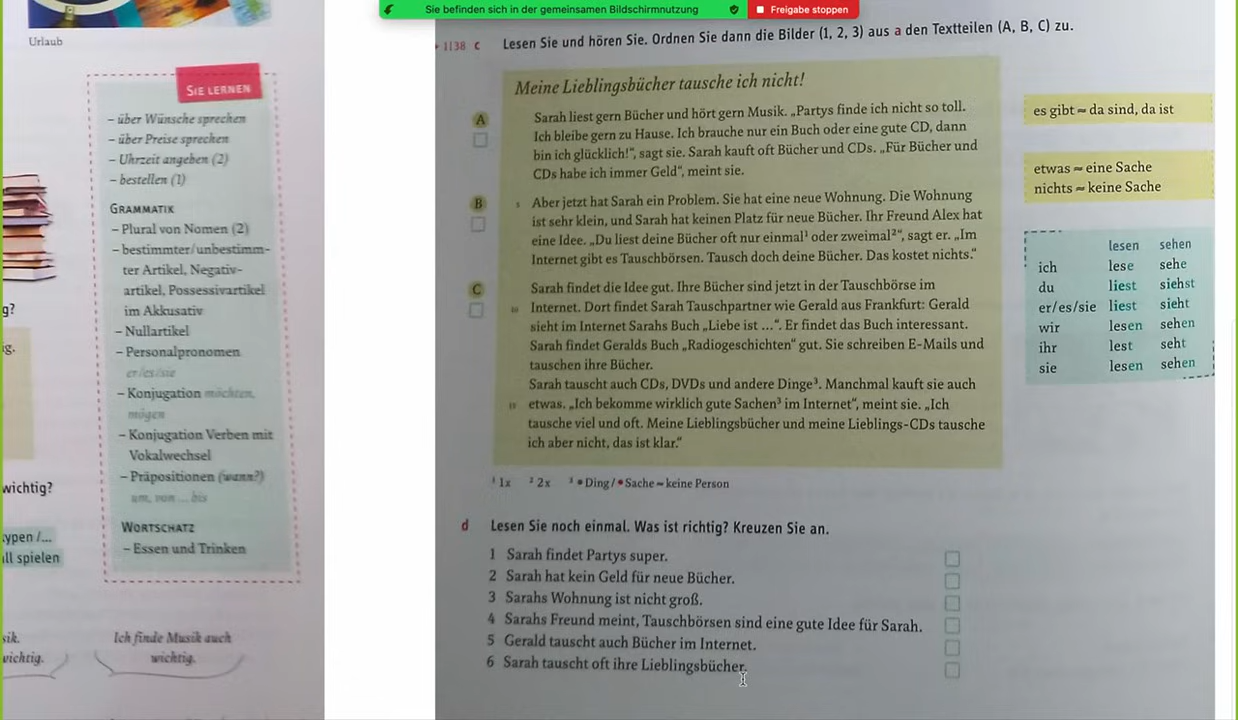 Sie befinden sich in der gemeinsamen Bildschirmnutzung
Freigabe stoppen
Urlaub
SIE LERNEN
– über Wünsche sprechen
– über Preise sprechen
– Uhrzeit angeben (2)
– bestellen (1)
GRAMMATIK
– Plural von Nomen (2)
– bestimmter/unbestimm-
ter Artikel, Negativ-
artikel, Possessivartikel
im Akkusativ
– Nullartikel
– Personalpronomen
er/es/sie
– Konjugation möchten,
mögen
– Konjugation Verben mit
Vokalwechsel
– Präpositionen (wann?)
um, von ... bis
WORTSCHATZ
– Essen und Trinken
g?
ig.
wichtig?
typen /...
ll spielen
sik.
wichtig.
Ich finde Musik auch
wichtig.
1|38 c Lesen Sie und hören Sie. Ordnen Sie dann die Bilder (1, 2, 3) aus a den Textteilen (A, B, C) zu.
Meine Lieblingsbücher tausche ich nicht!
A Sarah liest gern Bücher und hört gern Musik. „Partys finde ich nicht so toll.
Ich bleibe gern zu Hause. Ich brauche nur ein Buch oder eine gute CD, dann
bin ich glücklich!“, sagt sie. Sarah kauft oft Bücher und CDs. „Für Bücher und
CDs habe ich immer Geld“, meint sie.
B 5 Aber jetzt hat Sarah ein Problem. Sie hat eine neue Wohnung. Die Wohnung
ist sehr klein, und Sarah hat keinen Platz für neue Bücher. Ihr Freund Alex hat
eine Idee. „Du liest deine Bücher oft nur einmal¹ oder zweimal²“, sagt er. „Im
Internet gibt es Tauschbörsen. Tausch doch deine Bücher. Das kostet nichts.“
C Sarah findet die Idee gut. Ihre Bücher sind jetzt in der Tauschbörse im
10 Internet. Dort findet Sarah Tauschpartner wie Gerald aus Frankfurt: Gerald
sieht im Internet Sarahs Buch „Liebe ist ...“. Er findet das Buch interessant.
Sarah findet Geralds Buch „Radiogeschichten“ gut. Sie schreiben E-Mails und
tauschen ihre Bücher.
Sarah tauscht auch CDs, DVDs und andere Dinge³. Manchmal kauft sie auch
15 etwas. „Ich bekomme wirklich gute Sachen³ im Internet“, meint sie. „Ich
tausche viel und oft. Meine Lieblingsbücher und meine Lieblings-CDs tausche
ich aber nicht, das ist klar.“
¹ 1x ² 2x ³ • Ding / • Sache ≈ keine Person
es gibt ≈ da sind, da ist
etwas ≈ eine Sache
nichts ≈ keine Sache
lesen sehen
ich lese sehe
du liest siehst
er/es/sie liest sieht
wir lesen sehen
ihr lest seht
sie lesen sehen
d Lesen Sie noch einmal. Was ist richtig? Kreuzen Sie an.
1 Sarah findet Partys super.
2 Sarah hat kein Geld für neue Bücher.
3 Sarahs Wohnung ist nicht groß.
4 Sarahs Freund meint, Tauschbörsen sind eine gute Idee für Sarah.
5 Gerald tauscht auch Bücher im Internet.
6 Sarah tauscht oft ihre Lieblingsbücher.